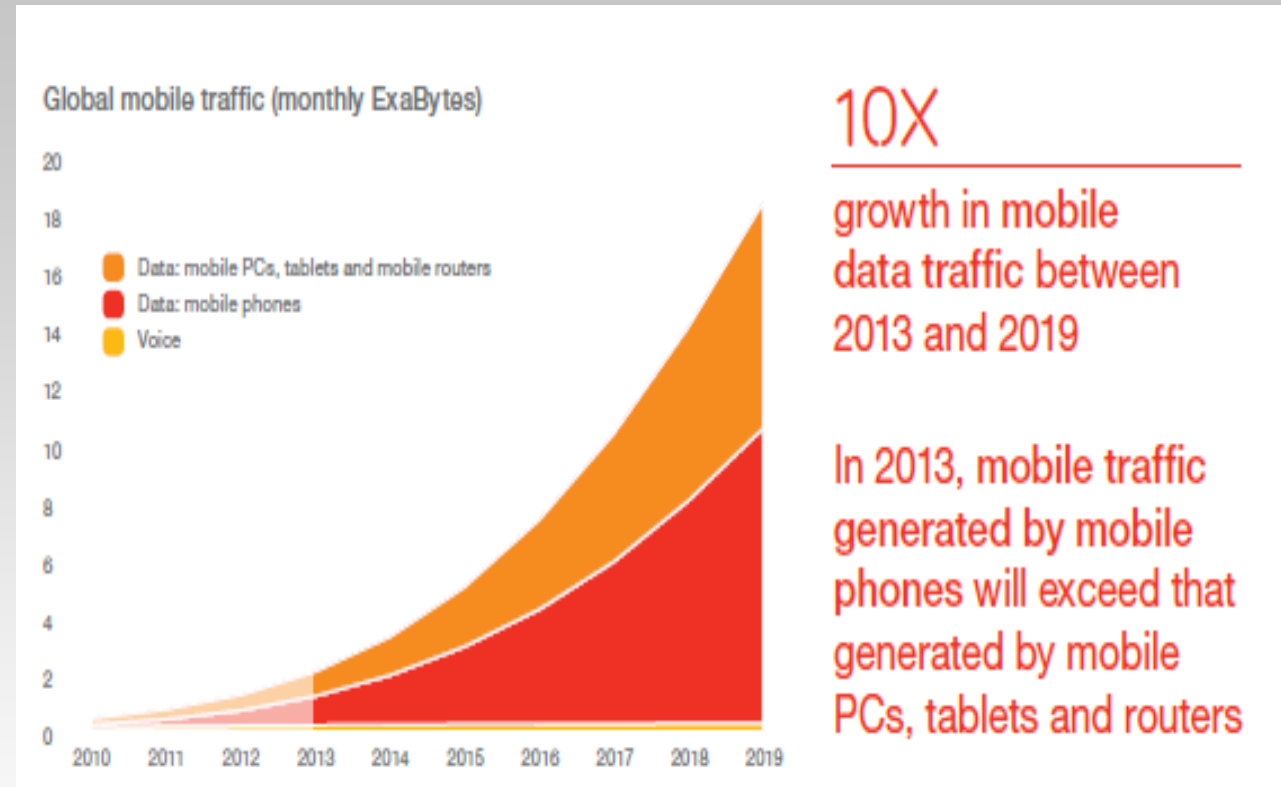 Global mobile traffic (monthly ExaBytes)
20
18
16
14
12
10
8
6
4
2
0
Data: mobile PCs, tablets and mobile routers
Data: mobile phones
Voice
2010 2011 2012 2013 2014 2015 2016 2017 2018 2019
10X
growth in mobile
data traffic between
2013 and 2019
In 2013, mobile traffic
generated by mobile
phones will exceed that
generated by mobile
PCs, tablets and routers